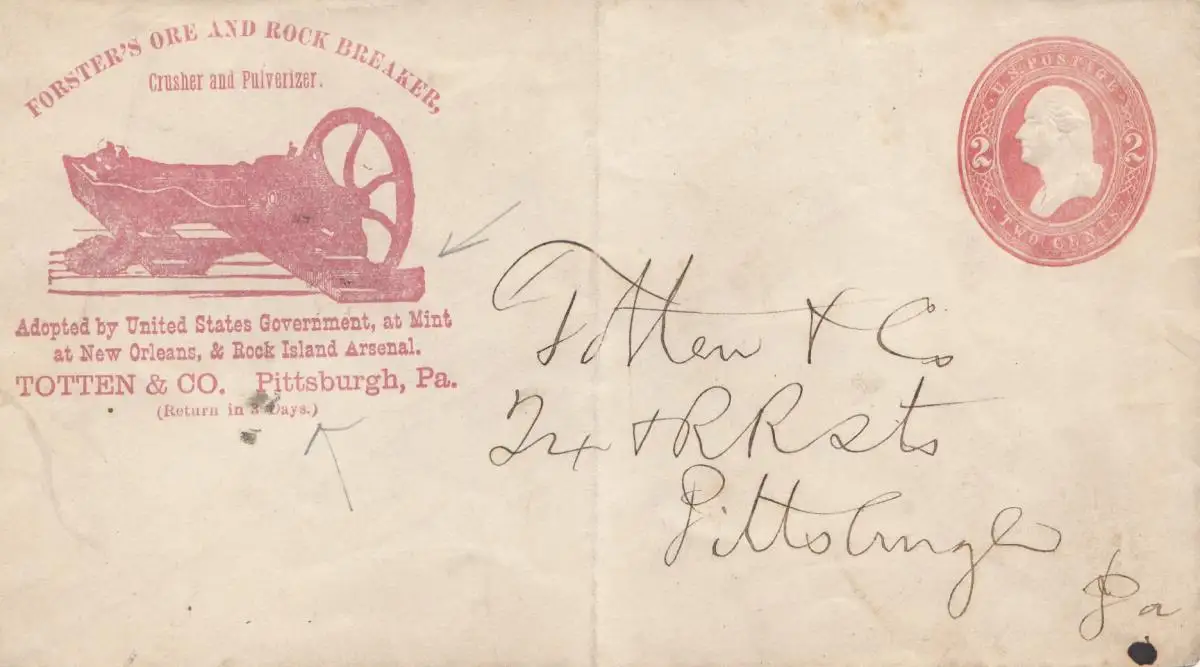 FORSTER'S ORE AND ROCK BREAKER,
Crusher and Pulverizer.
Adopted by United States Government, at Mint
at New Orleans, & Rock Island Arsenal.
TOTTEN & CO. Pittsburgh, Pa.
(Return in 3 Days.)
U.S. POSTAGE
2 2
TWO CENTS
Totten & Co
24 & RR Sts
Pittsburgh
Pa